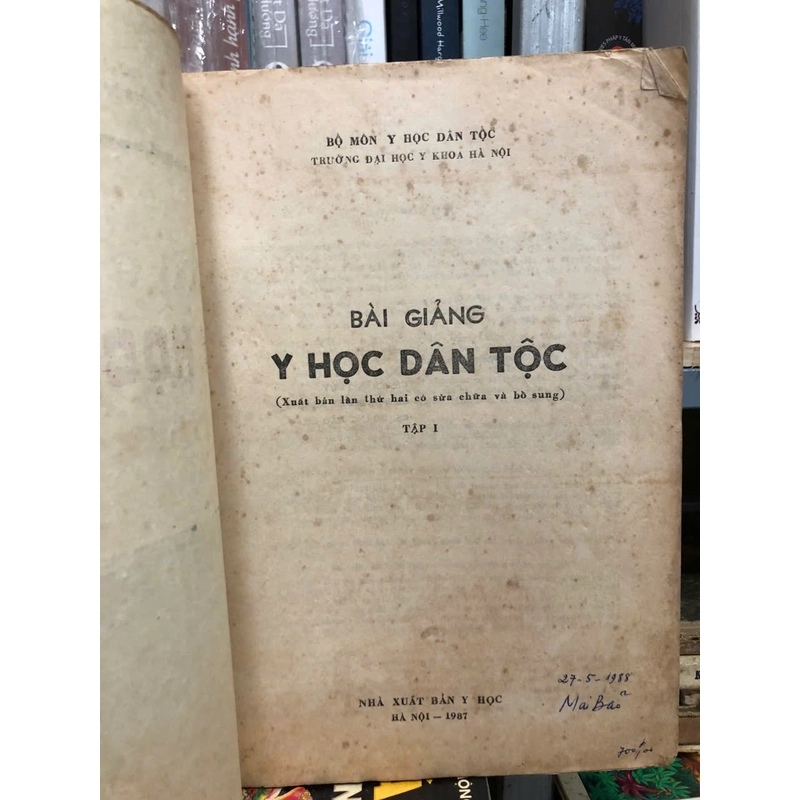 Millwood Hard
BỘ MÔN Y HỌC DÂN TỘC
TRƯỜNG ĐẠI HỌC Y KHOA HÀ NỘI
BÀI GIẢNG
Y HỌC DÂN TỘC
(Xuất bản lần thứ hai có sửa chữa và bổ sung)
TẬP I
27-5-1988
NHÀ XUẤT BẢN Y HỌC
HÀ NỘI — 1987